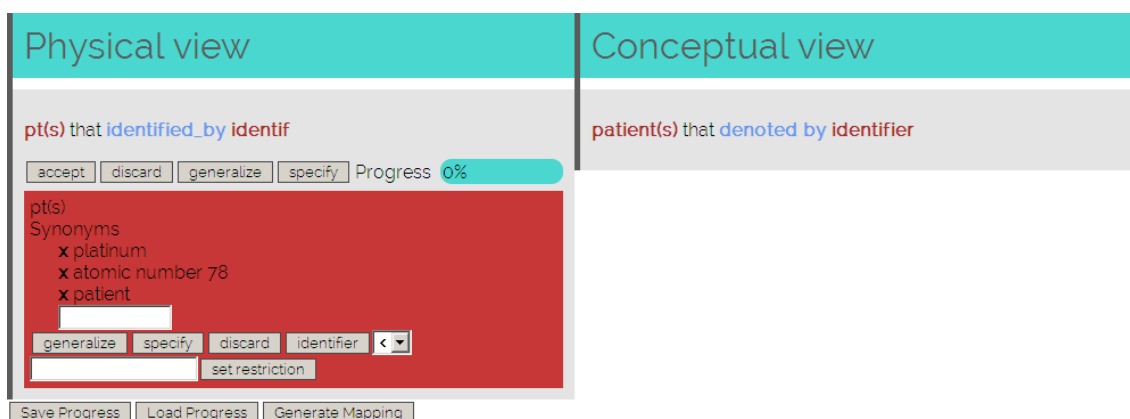 Physical view
Conceptual view
pt(s) that identified_by identif
patient(s) that denoted by identifier
accept discard generalize specify Progress 0%
pt(s)
Synonyms
x platinum
x atomic number 78
x patient
generalize specify discard identifier <
set restriction
Save Progress Load Progress Generate Mapping